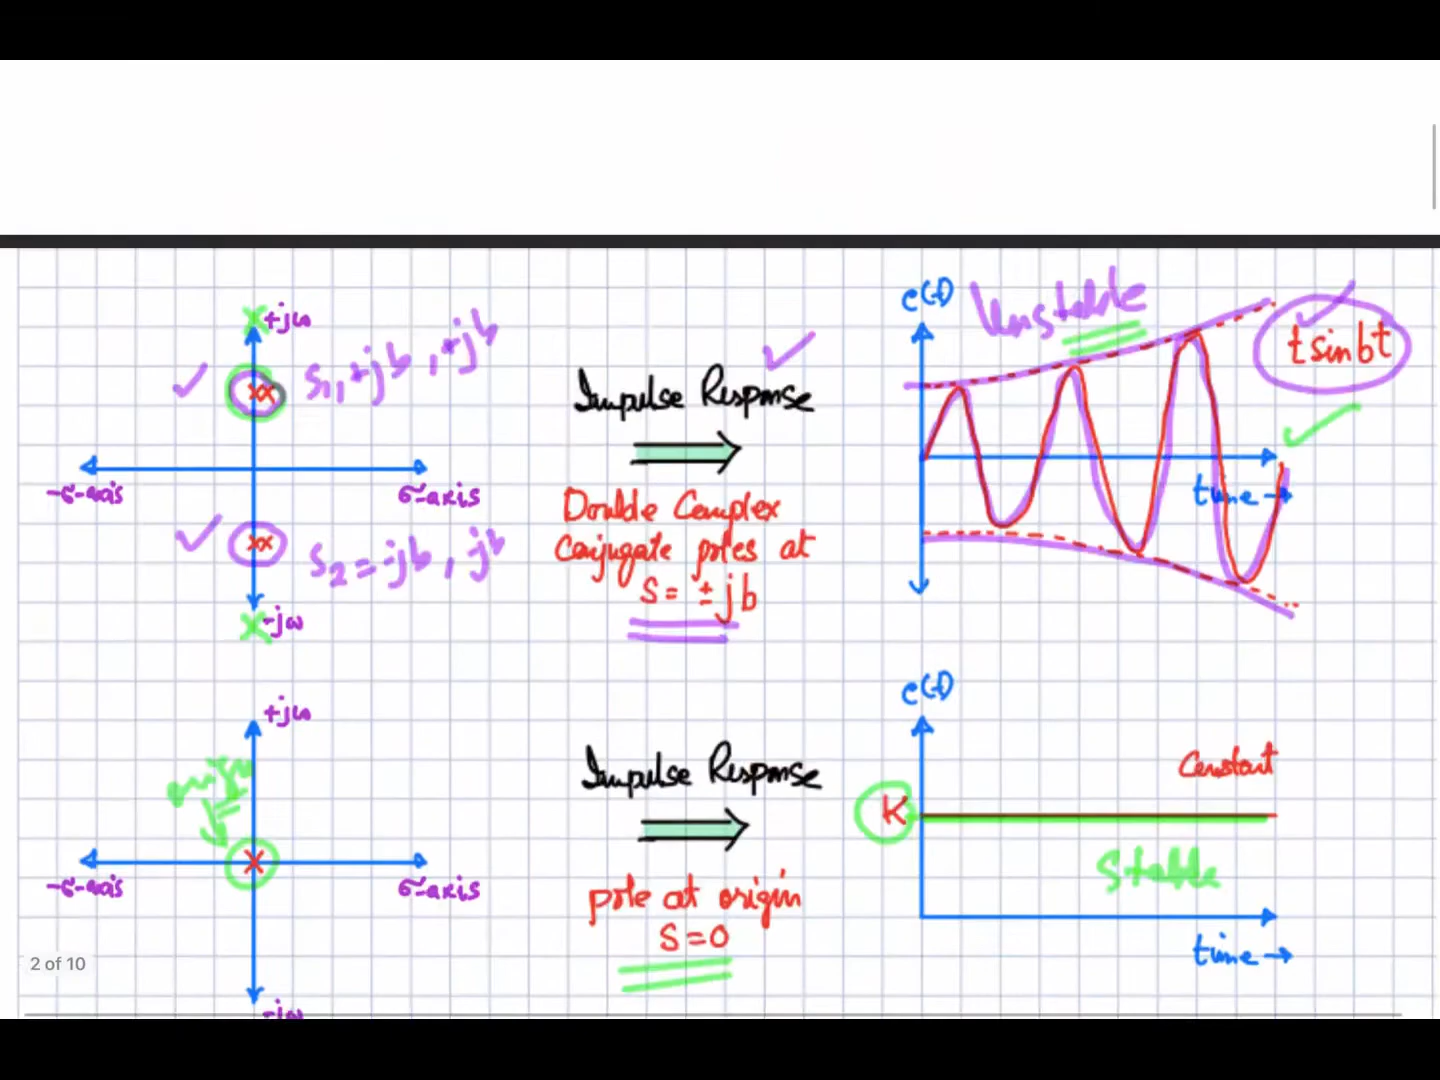 c(t)
Unstable
+jω
S1, +jb, +jb
t sin bt
Impulse Response
-σ-axis
σ-axis
time →
Double Complex
Conjugate poles at
S = ± jb
S2 = -jb, -jb
-jω
c(t)
+jω
Constant
Impulse Response
K
Stable
-σ-axis
σ-axis
pole at origin
S = 0
time →
2 of 10
-jω